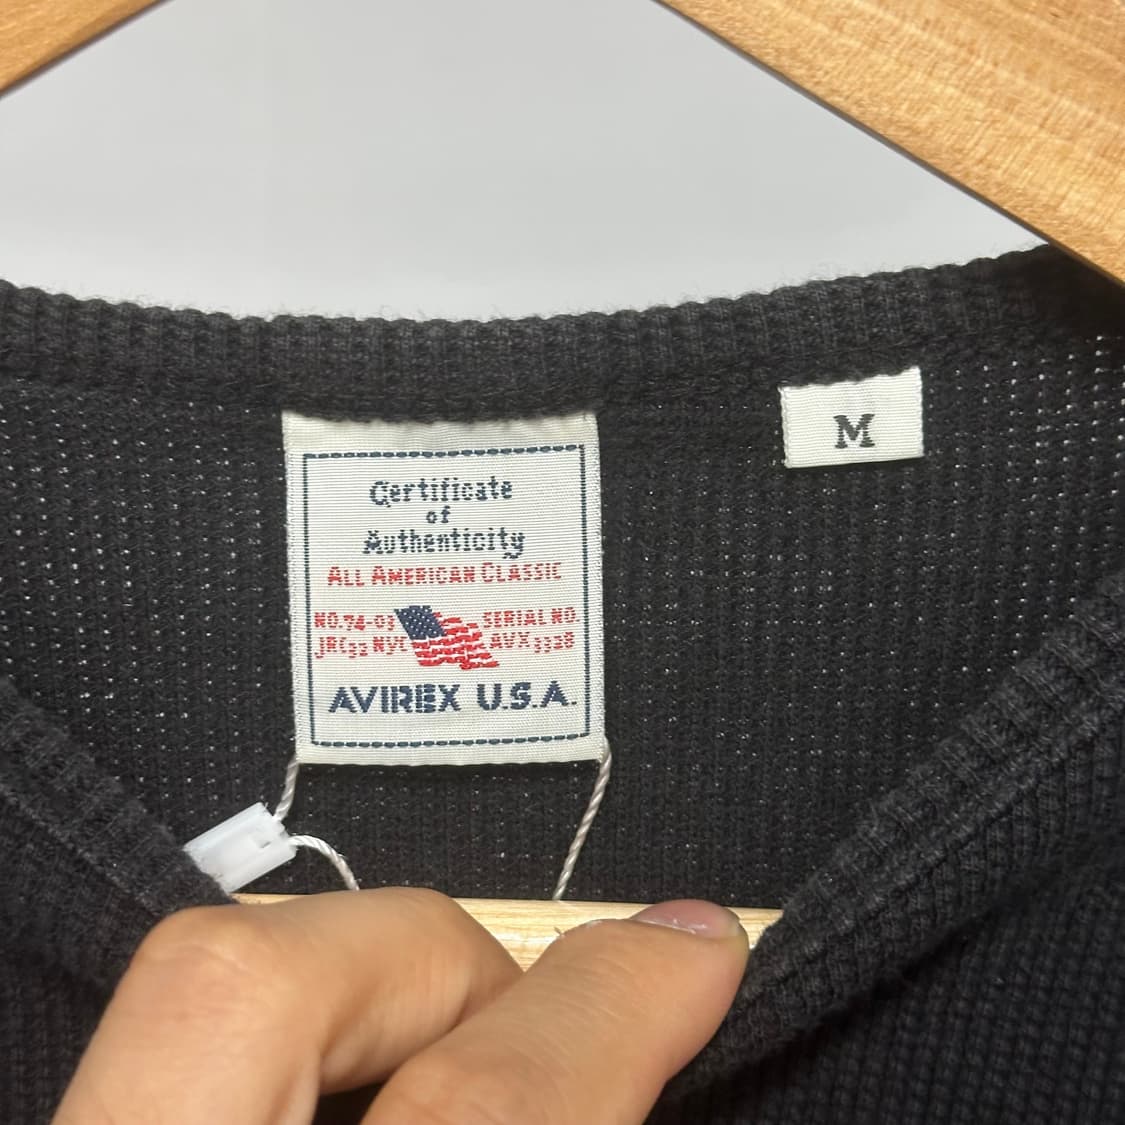 Certificate
of
Authenticity
ALL AMERICAN CLASSIC
NO.74-03
SERIAL NO.
AVX 3328
AVIREX U.S.A.
M